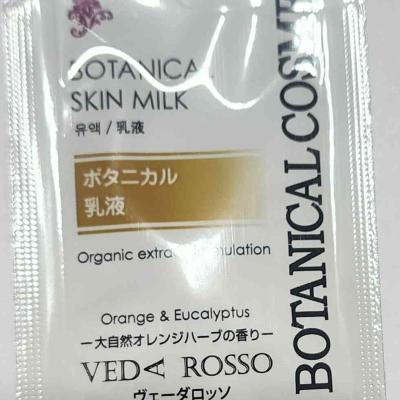 BOTANICAL
SKIN MILK
유액 / 乳液
ボタニカル
乳液
Organic extract
Orange & Eucalyptus
ー大自然オレンジハーブの香りー
VEDA ROSSO
ヴェーダロッソ
BOTANICAL